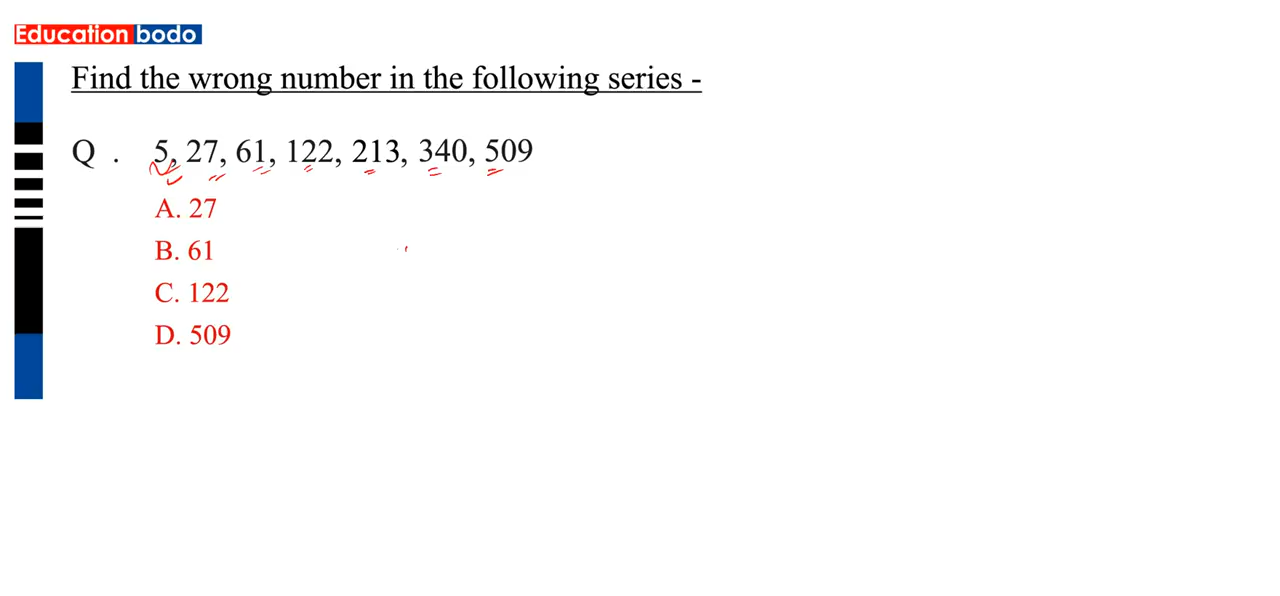 Education bodo
Find the wrong number in the following series -
Q . 5, 27, 61, 122, 213, 340, 509
A. 27
B. 61
C. 122
D. 509